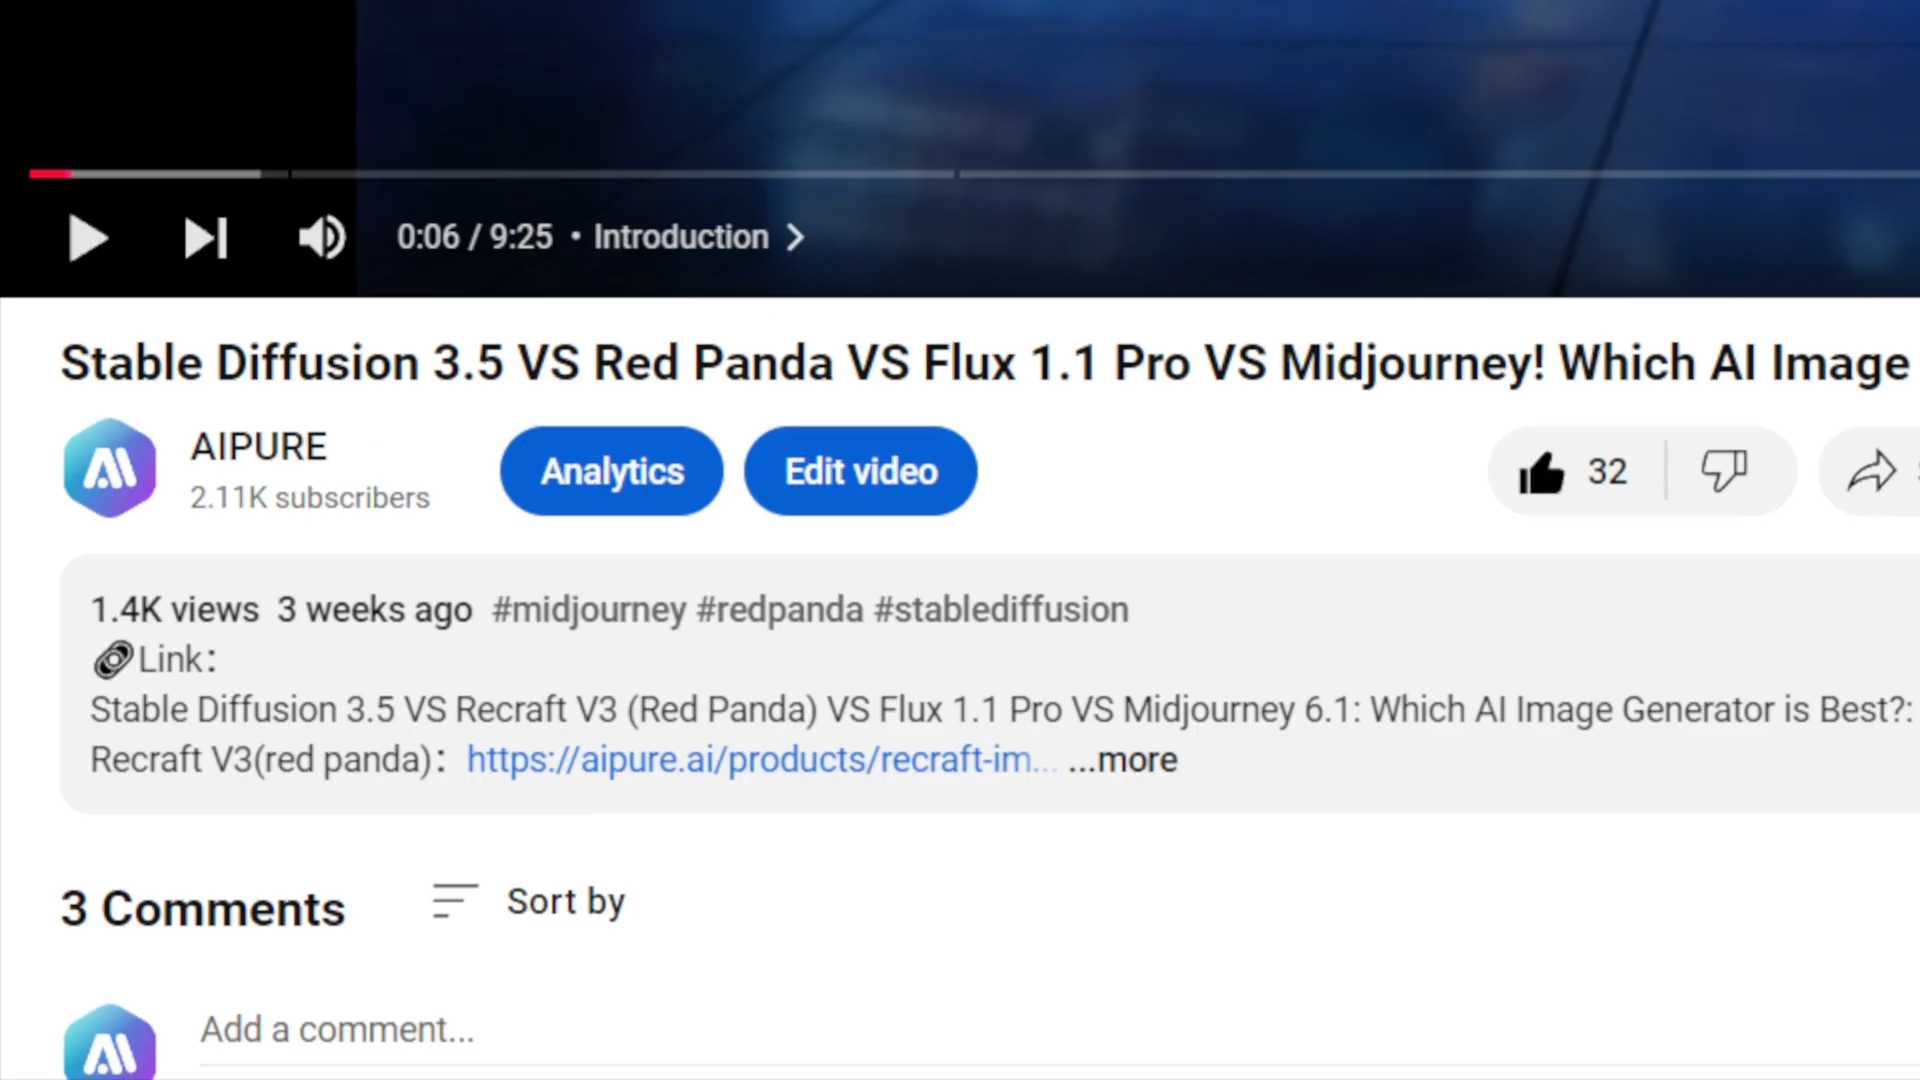 0:06 / 9:25 • Introduction
Stable Diffusion 3.5 VS Red Panda VS Flux 1.1 Pro VS Midjourney! Which AI Image
AIPURE
2.11K subscribers
Analytics
Edit video
32
1.4K views 3 weeks ago #midjourney #redpanda #stablediffusion
Link：
Stable Diffusion 3.5 VS Recraft V3 (Red Panda) VS Flux 1.1 Pro VS Midjourney 6.1: Which AI Image Generator is Best?:
Recraft V3(red panda)： https://aipure.ai/products/recraft-im... ...more
3 Comments
Sort by
Add a comment...